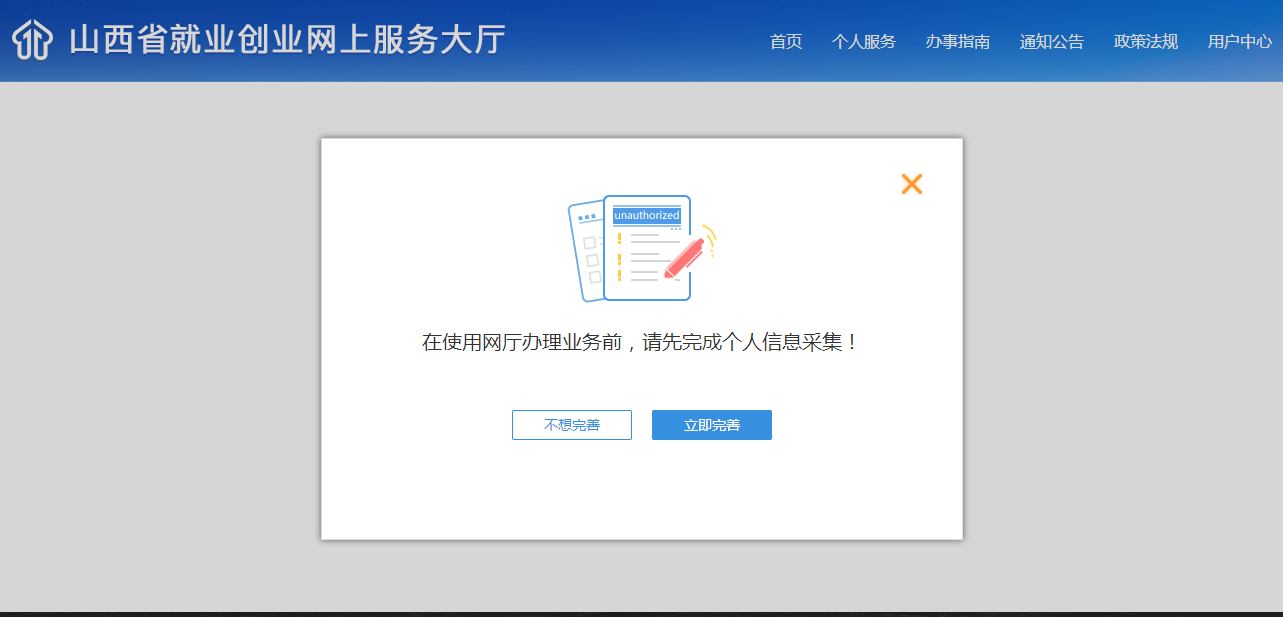 山西省就业创业网上服务大厅
首页 个人服务 办事指南 通知公告 政策法规 用户中心
unauthorized
在使用网厅办理业务前，请先完成个人信息采集！
不想完善 立即完善